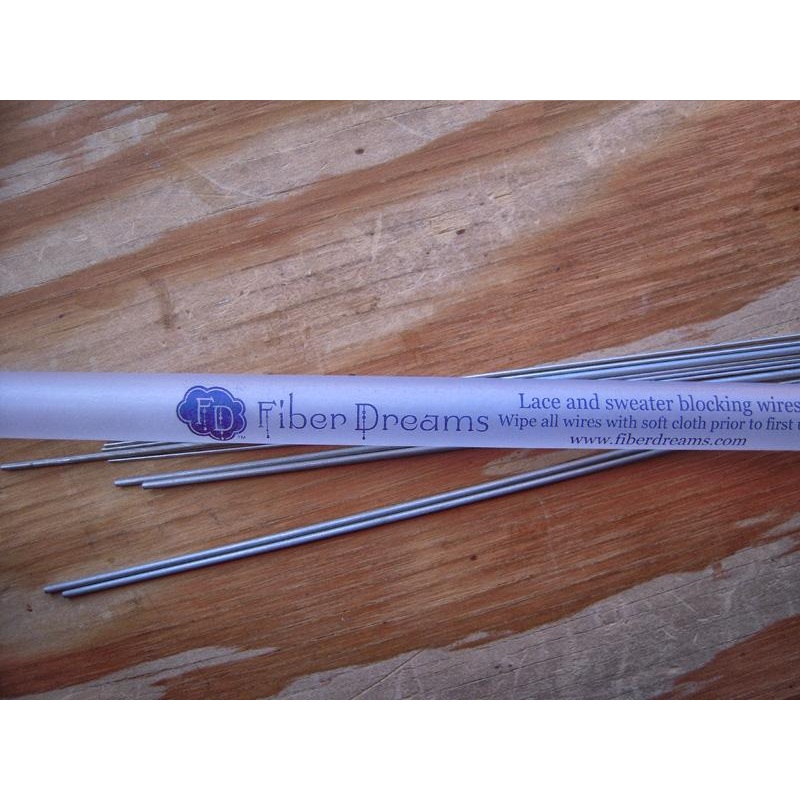 FD™ Fiber Dreams
Lace and sweater blocking wires
Wipe all wires with soft cloth prior to first
www.fiberdreams.com